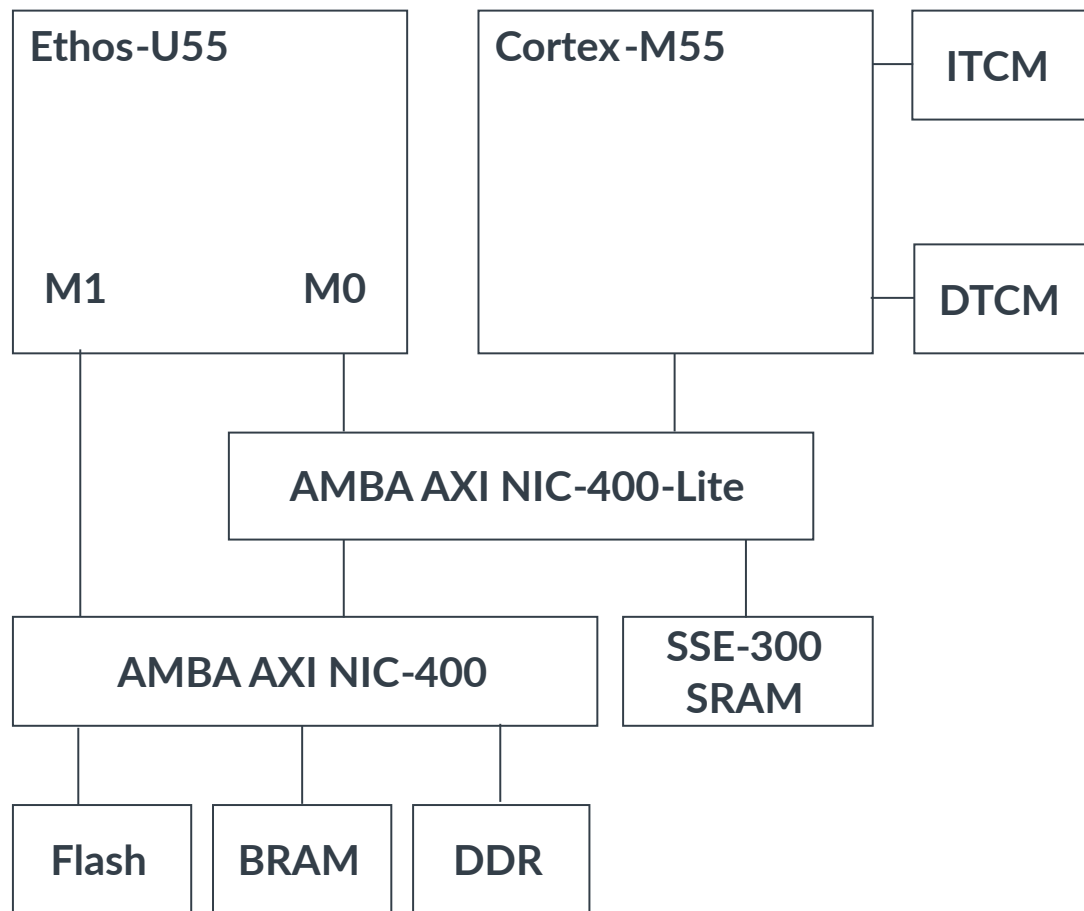 Ethos-U55
Cortex-M55
ITCM
M1
M0
DTCM
AMBA AXI NIC-400-Lite
AMBA AXI NIC-400
SSE-300
SRAM
Flash
BRAM
DDR